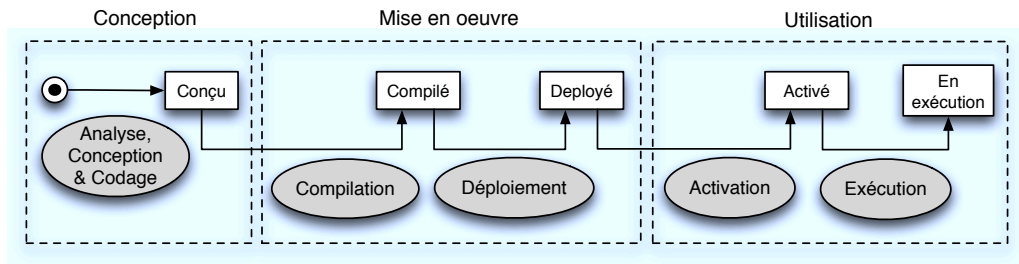 Conception
Mise en oeuvre
Utilisation
Conçu
Compilé
Deployé
Activé
En
exécution
Analyse,
Conception
& Codage
Compilation
Déploiement
Activation
Exécution